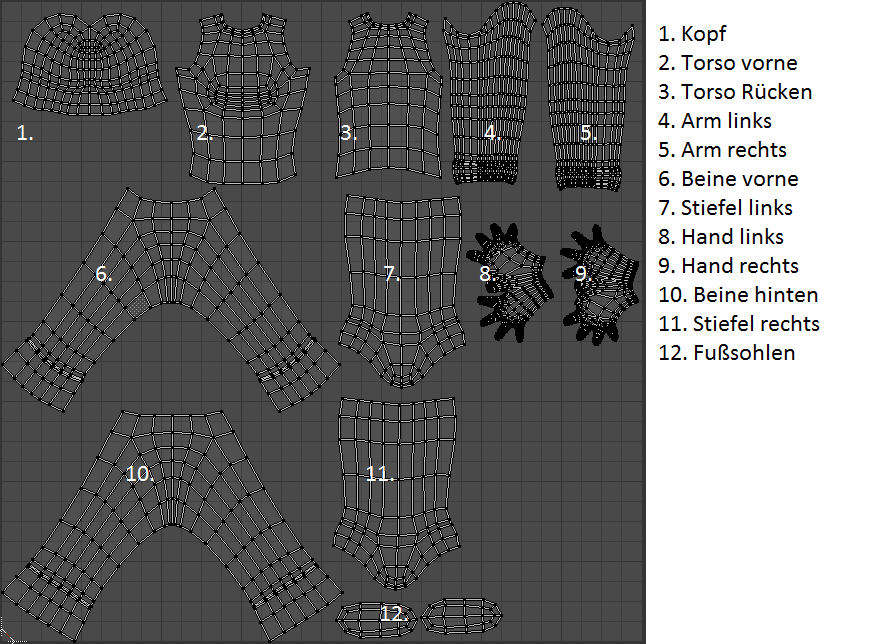 1.
2.
3.
4.
5.
6.
7.
8.
9.
10.
11.
12.
1. Kopf
2. Torso vorne
3. Torso Rücken
4. Arm links
5. Arm rechts
6. Beine vorne
7. Stiefel links
8. Hand links
9. Hand rechts
10. Beine hinten
11. Stiefel rechts
12. Fußsohlen